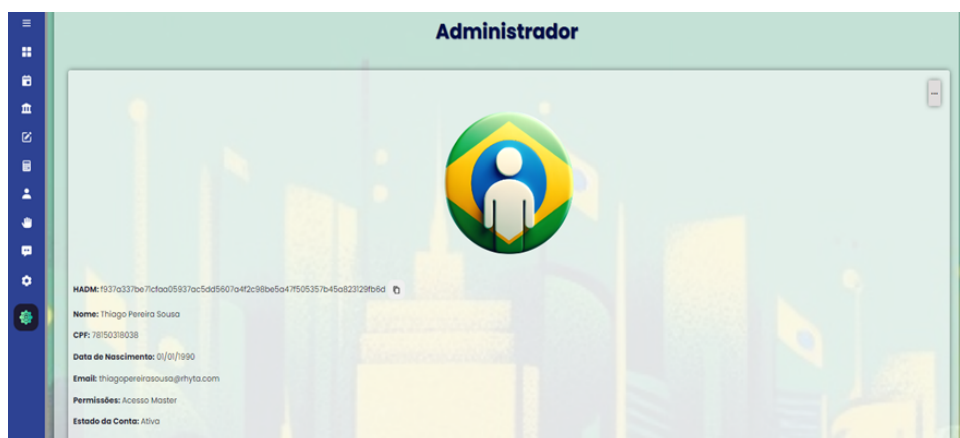 Administrador
HADM: f937a337be71cfaa05937ac5dd5607a4f2c98be5a47f505357b45a823129fb6d
Nome: Thiago Pereira Sousa
CPF: 78150318038
Data de Nascimento: 01/01/1990
Email: thiagopereirasousa@rhyta.com
Permissões: Acesso Master
Estado da Conta: Ativa